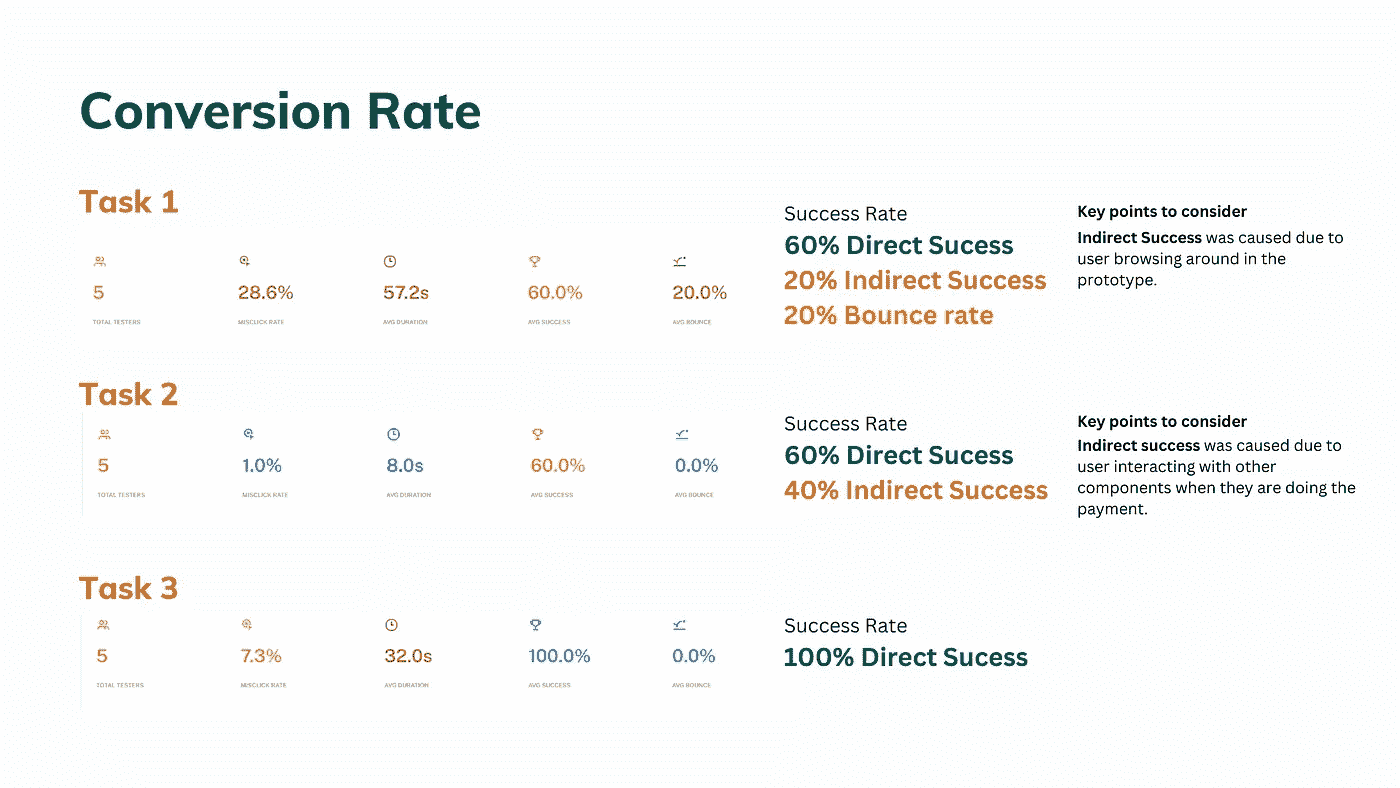 Conversion Rate
Task 1
5
28.6%
57.2s
60.0%
20.0%
TOTAL TESTERS
MISCLICK RATE
AVG DURATION
AVG SUCCESS
AVG BOUNCE
Success Rate
60% Direct Sucess
20% Indirect Success
20% Bounce rate
Key points to consider
Indirect Success was caused due to
user browsing around in the
prototype.
Task 2
5
1.0%
8.0s
60.0%
0.0%
TOTAL TESTERS
MISCLICK RATE
AVG DURATION
AVG SUCCESS
AVG BOUNCE
Success Rate
60% Direct Sucess
40% Indirect Success
Key points to consider
Indirect success was caused due to
user interacting with other
components when they are doing the
payment.
Task 3
5
7.3%
32.0s
100.0%
0.0%
TOTAL TESTERS
MISCLICK RATE
AVG DURATION
AVG SUCCESS
AVG BOUNCE
Success Rate
100% Direct Sucess